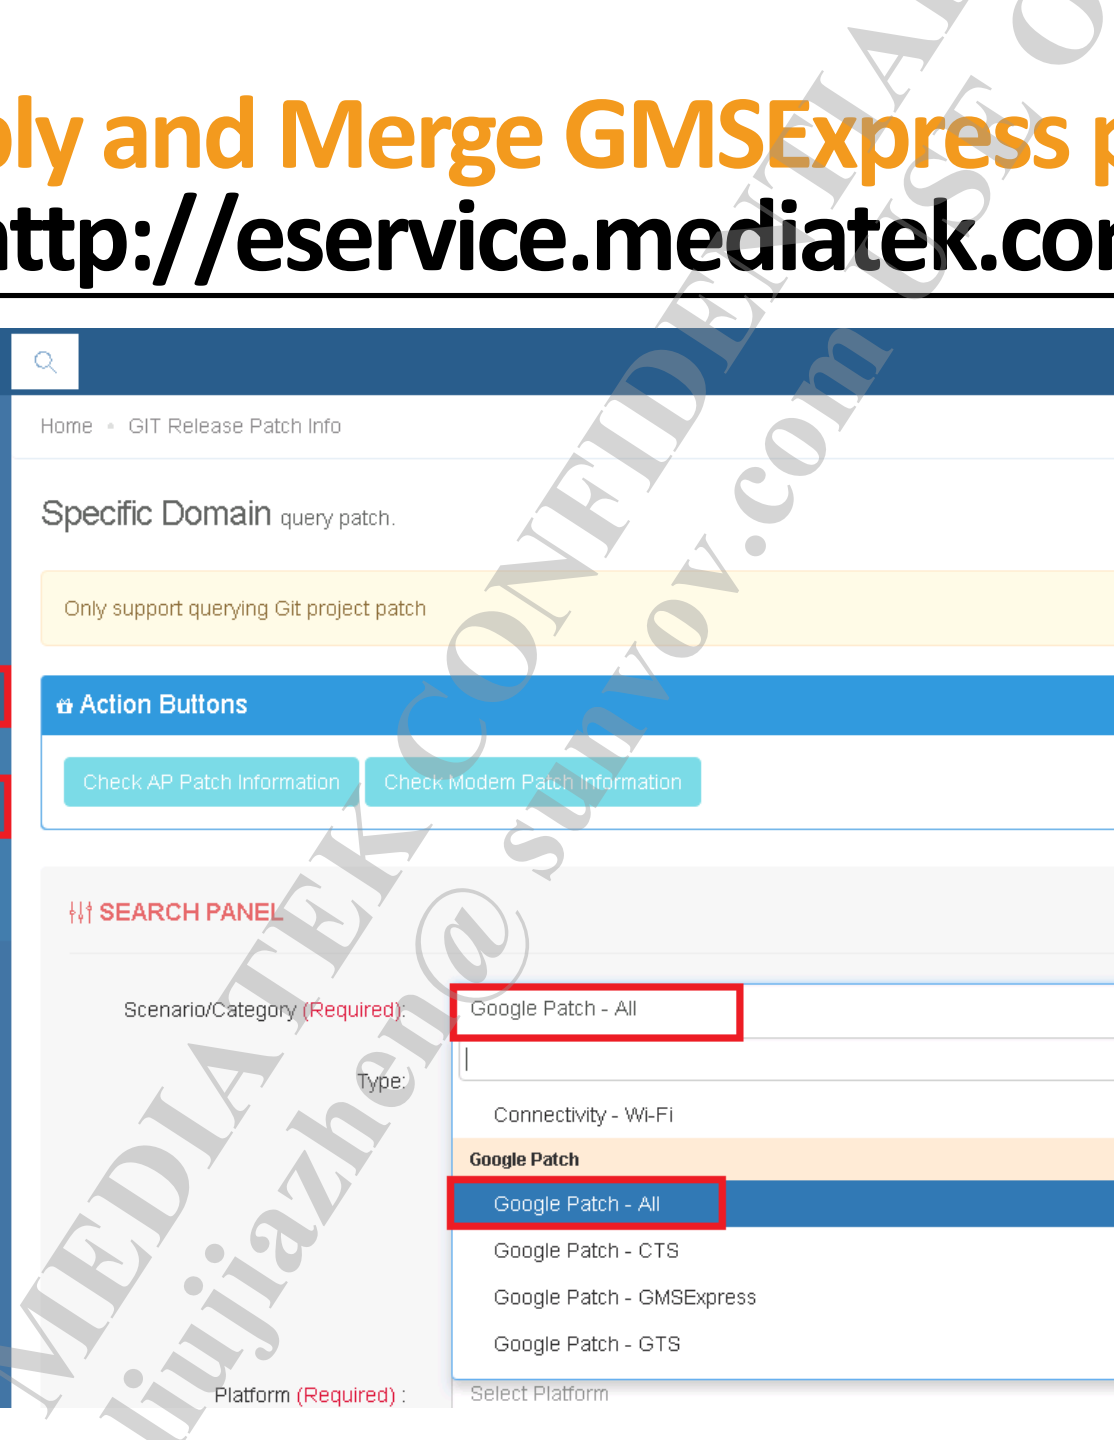 ply and Merge GMSExpress p
http://eservice.mediatek.com
Home • GIT Release Patch Info
Specific Domain query patch.
Only support querying Git project patch
Action Buttons
Check AP Patch Information Check Modem Patch Information
SEARCH PANEL
Scenario/Category (Required): Google Patch - All
Type:
Connectivity - Wi-Fi
Google Patch
Google Patch - All
Google Patch - CTS
Google Patch - GMSExpress
Google Patch - GTS
Platform (Required) : Select Platform
MEDIATEK CONFIDENTIAL
liujiazhen@sunvov.com USE O